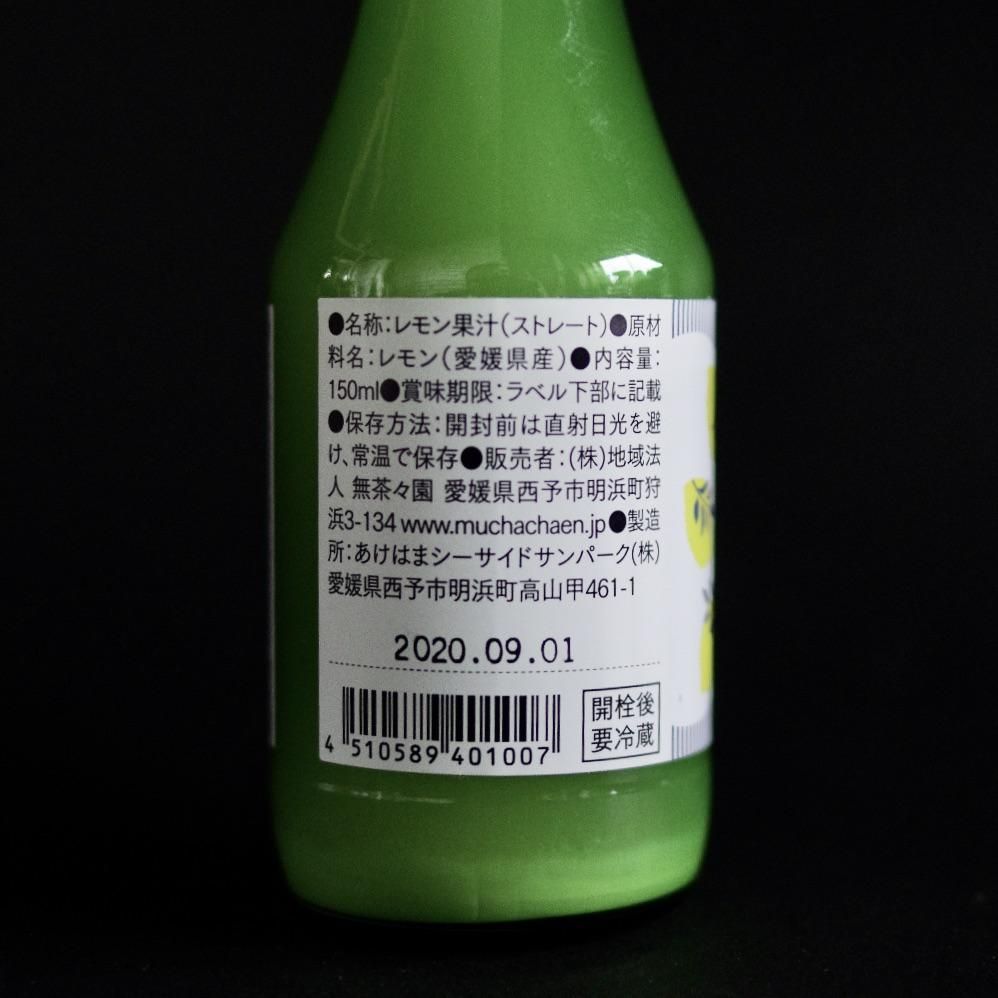 ●名称:レモン果汁(ストレート)●原材
料名:レモン(愛媛県産)●内容量:
150ml●賞味期限:ラベル下部に記載
●保存方法:開封前は直射日光を避
け、常温で保存●販売者:(株)地域法
人 無茶々園 愛媛県西予市明浜町狩
浜3-134 www.muchachaen.jp●製造
所:あけはまシーサイドサンパーク(株)
愛媛県西予市明浜町高山甲461-1
2020.09.01
4 510589 401007
開栓後
要冷蔵